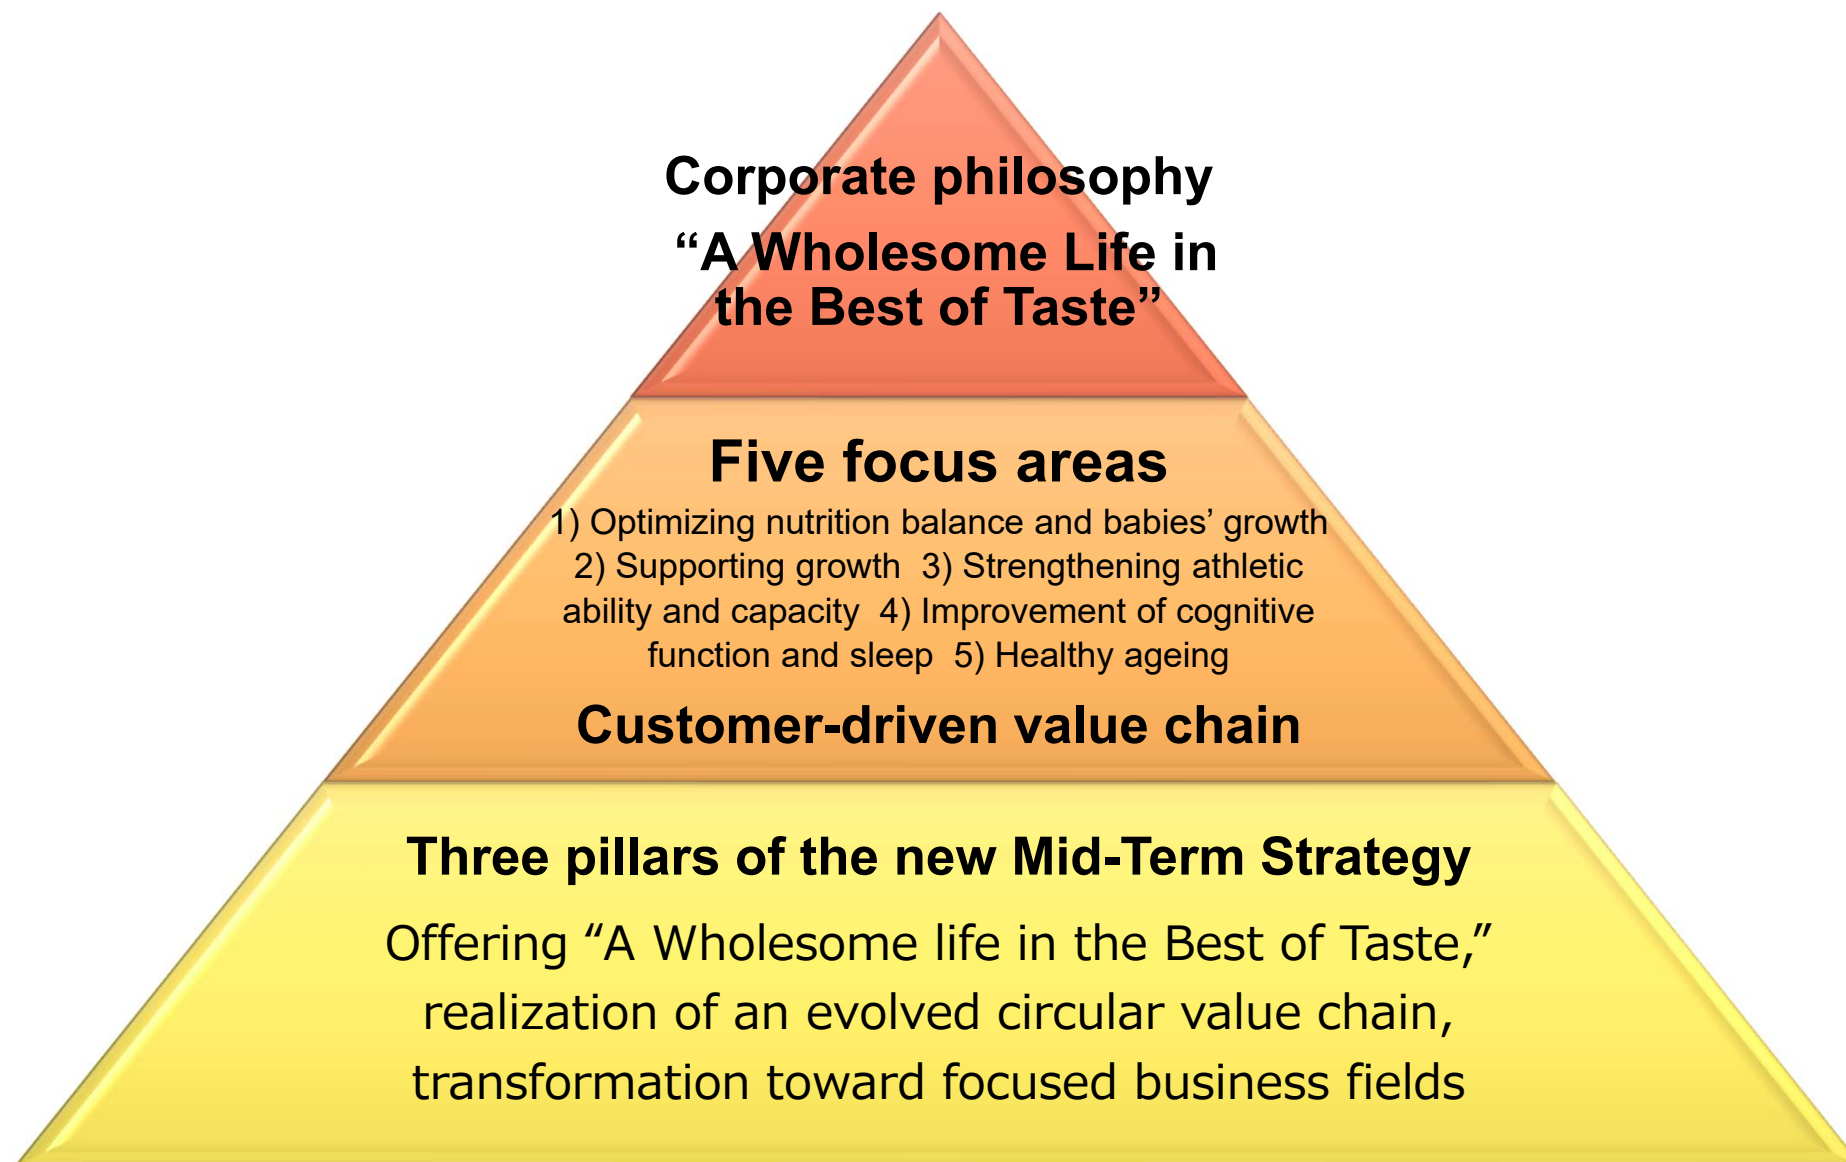 Corporate philosophy
“A Wholesome Life in
the Best of Taste”
Five focus areas
1) Optimizing nutrition balance and babies’ growth
2) Supporting growth  3) Strengthening athletic
ability and capacity  4) Improvement of cognitive
function and sleep  5) Healthy ageing
Customer-driven value chain
Three pillars of the new Mid-Term Strategy
Offering “A Wholesome life in the Best of Taste,”
realization of an evolved circular value chain,
transformation toward focused business fields